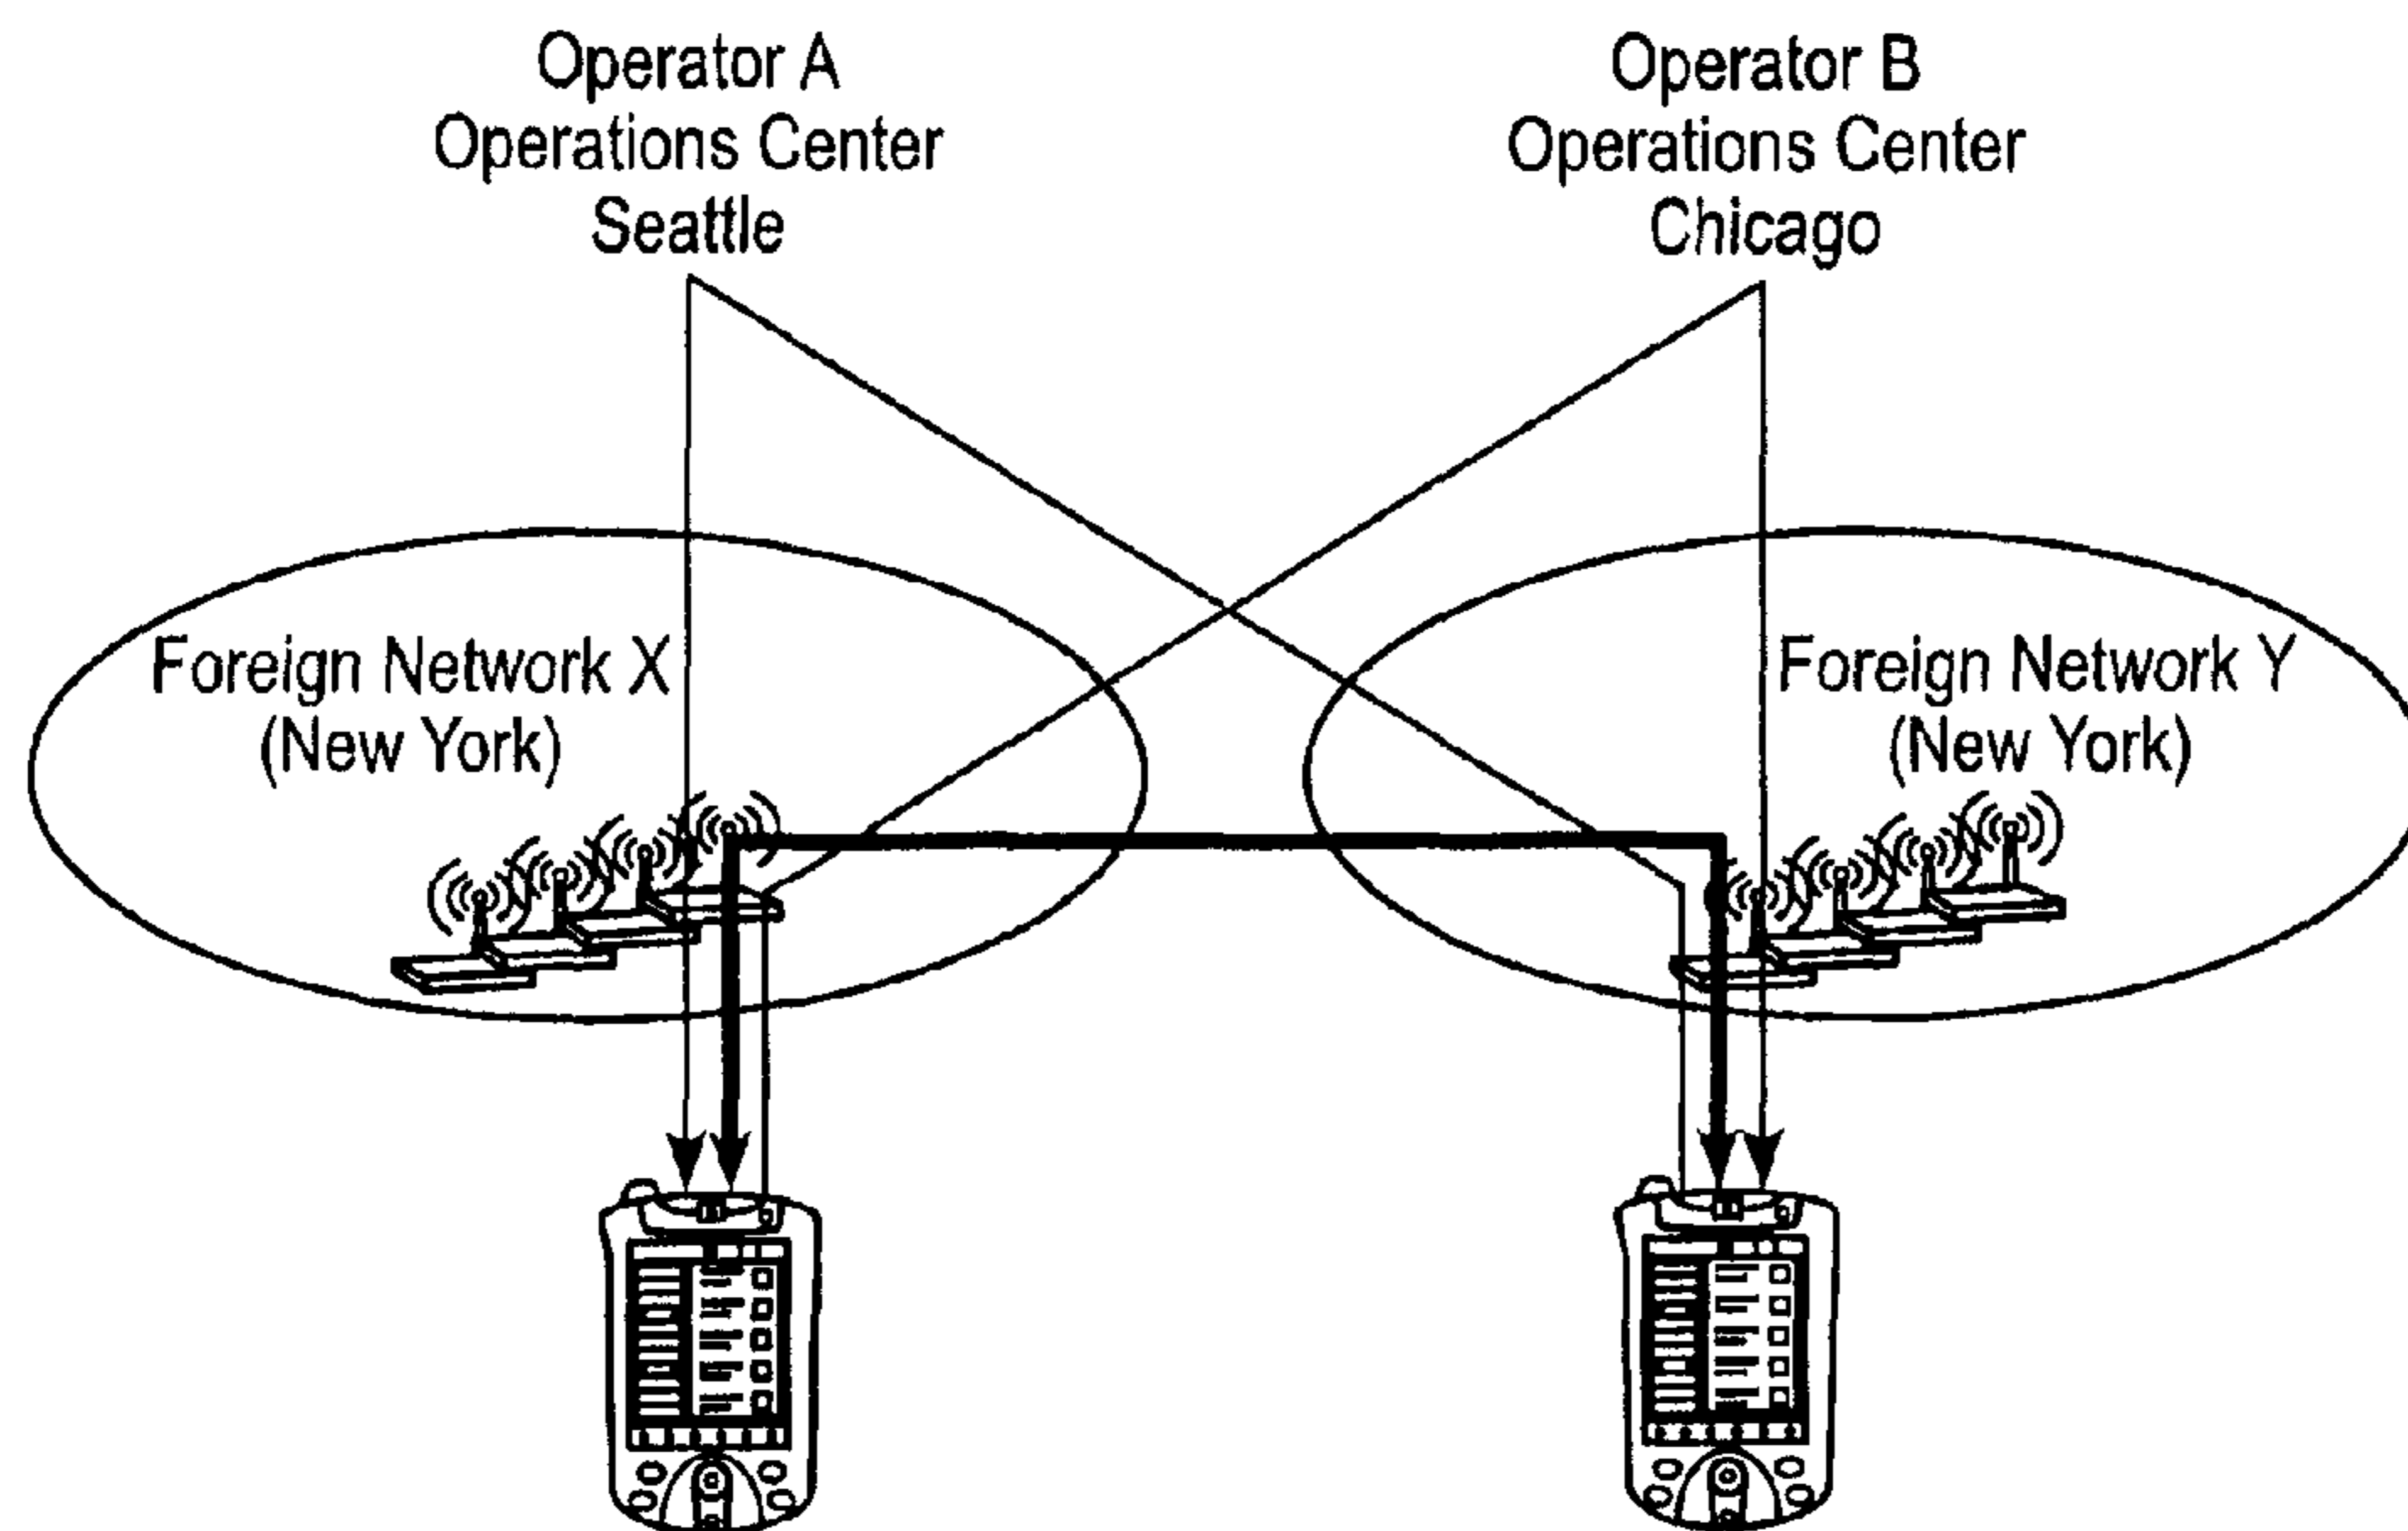 Operator A
Operations Center
Seattle
Operator B
Operations Center
Chicago
Foreign Network X
(New York)
Foreign Network Y
(New York)